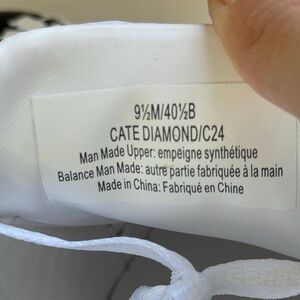 9½M/40½B
CATE DIAMOND/C24
Man Made Upper: empeigne synthétique
Balance Man Made: autre partie fabriquée à la main
Made in China: Fabriqué en Chine